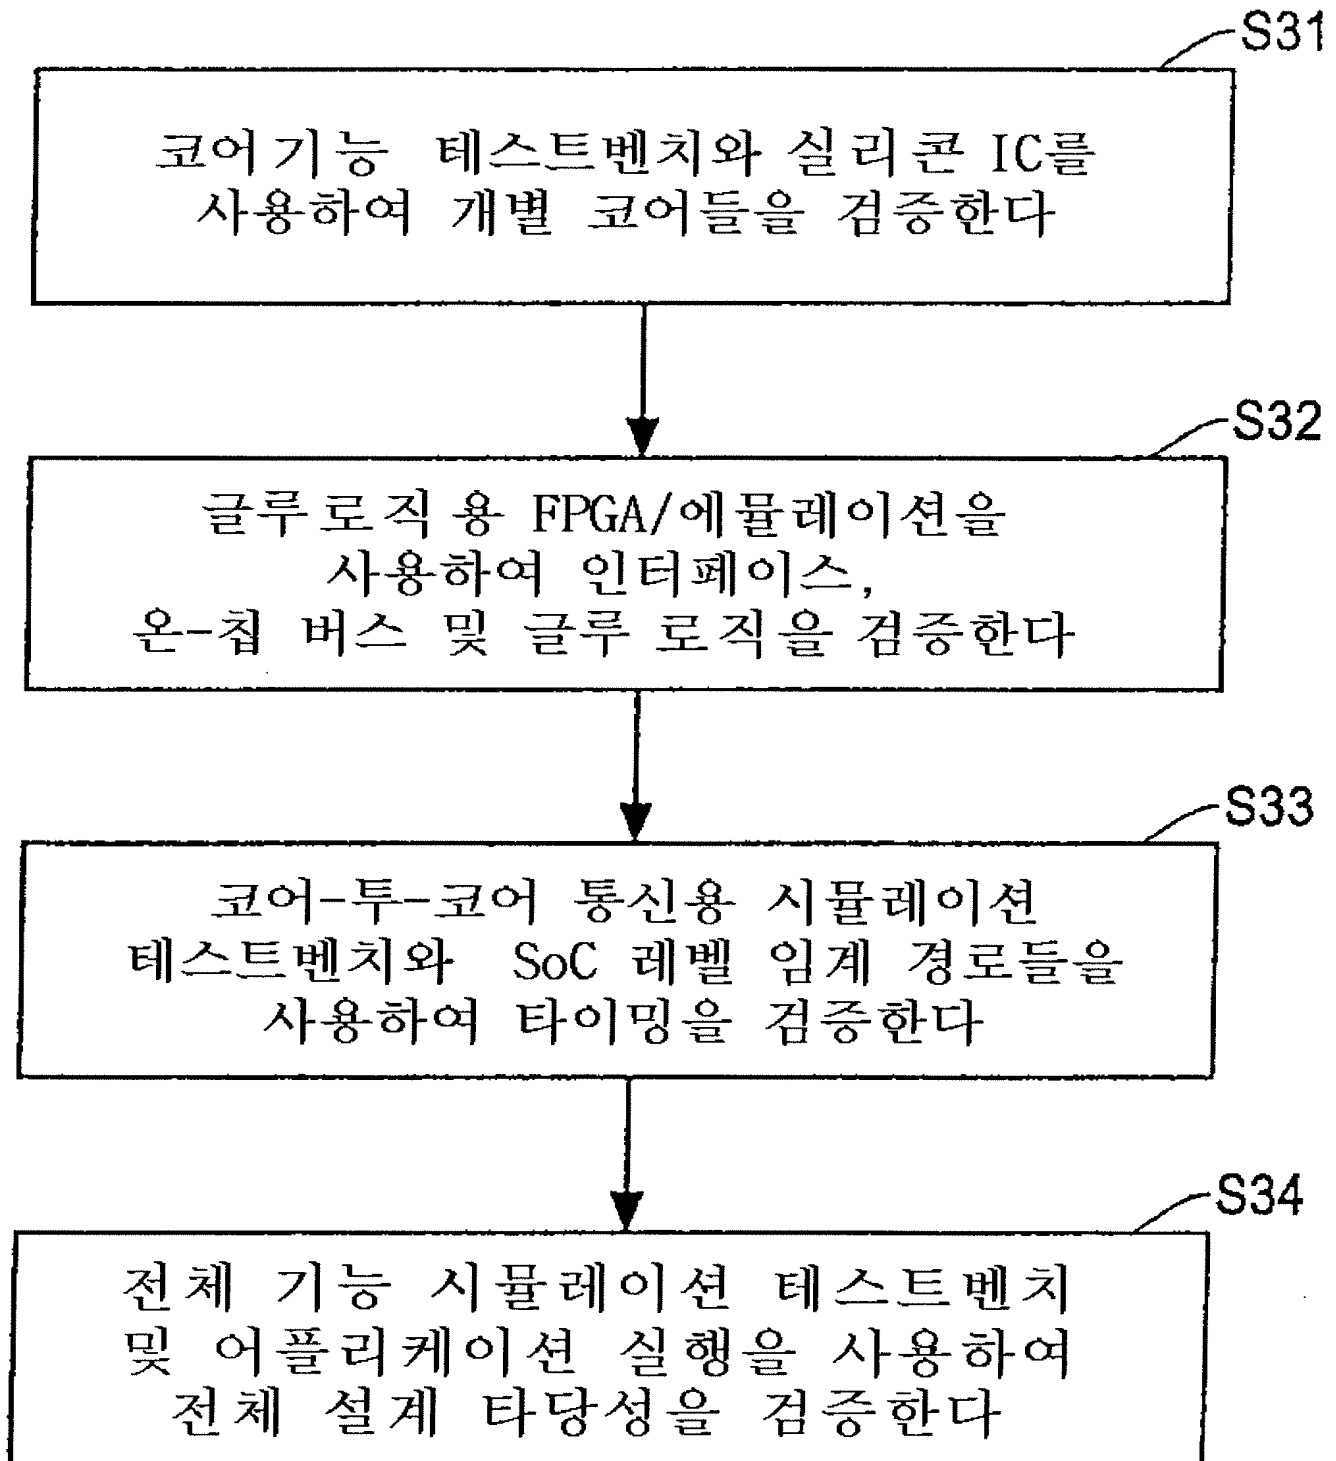 S31
코어기능 테스트벤치와 실리콘 IC를
사용하여 개별 코어들을 검증한다
S32
글루로직용 FPGA/에뮬레이션을
사용하여 인터페이스,
온-칩 버스 및 글루 로직을 검증한다
S33
코어-투-코어 통신용 시뮬레이션
테스트벤치와 SoC 레벨 임계 경로들을
사용하여 타이밍을 검증한다
S34
전체 기능 시뮬레이션 테스트벤치
및 어플리케이션 실행을 사용하여
전체 설계 타당성을 검증한다